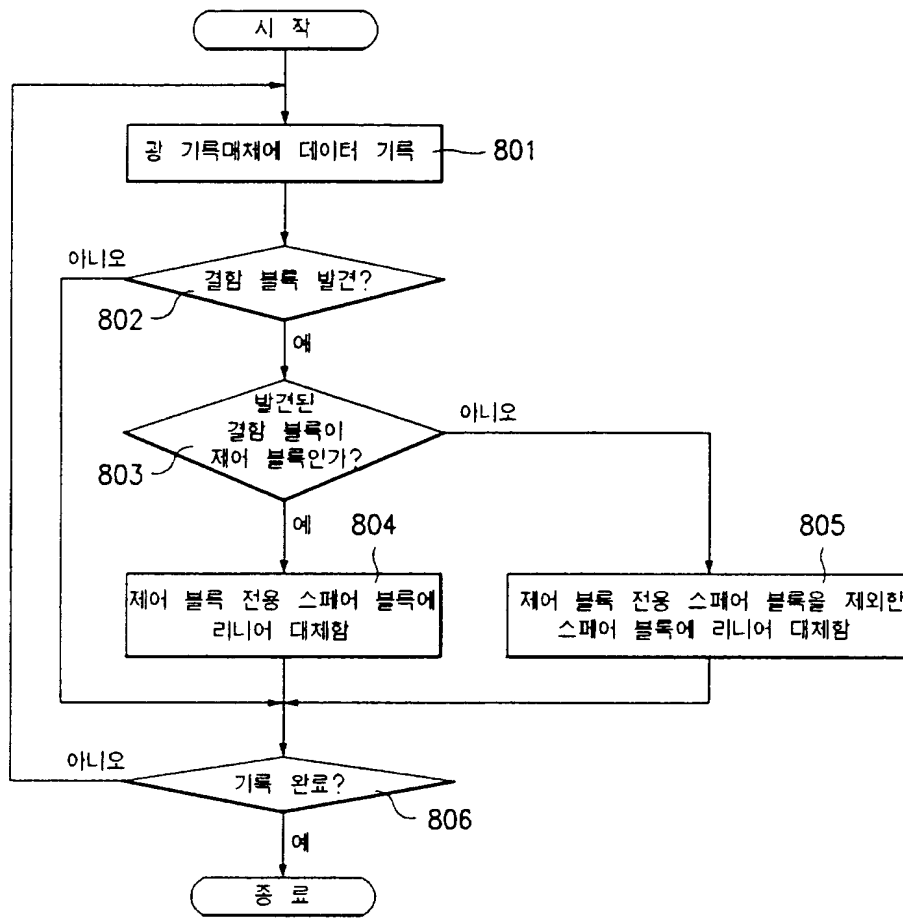 시 작
광 기록매체에 데이터 기록
801
아니오
결함 블록 발견?
802
예
발견된
결함 블록이
제어 블록인가?
803
아니오
예
804
805
제어 블록 전용 스페어 블록에
리니어 대체함
제어 블록 전용 스페어 블록을 제외한
스페어 블록에 리니어 대체함
아니오
기록 완료?
806
예
종 료